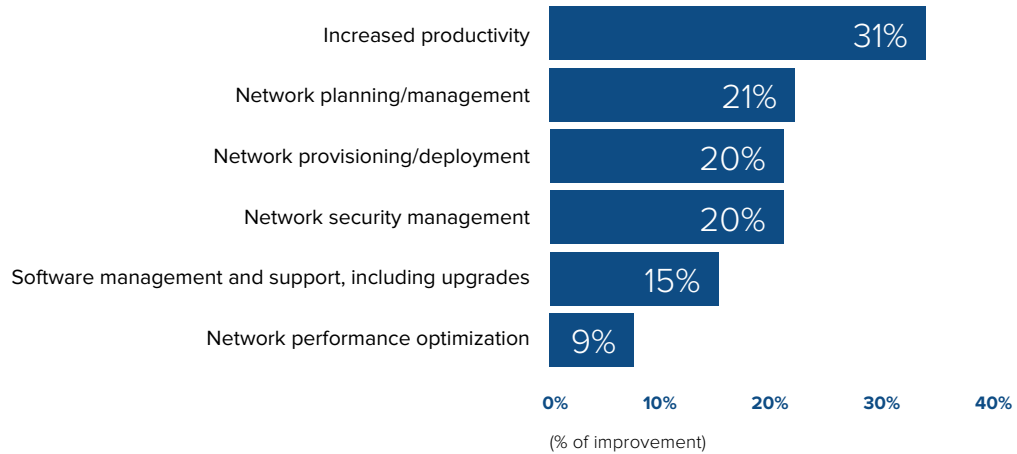 Increased productivity 31%
Network planning/management 21%
Network provisioning/deployment 20%
Network security management 20%
Software management and support, including upgrades 15%
Network performance optimization 9%
0% 10% 20% 30% 40%
(% of improvement)